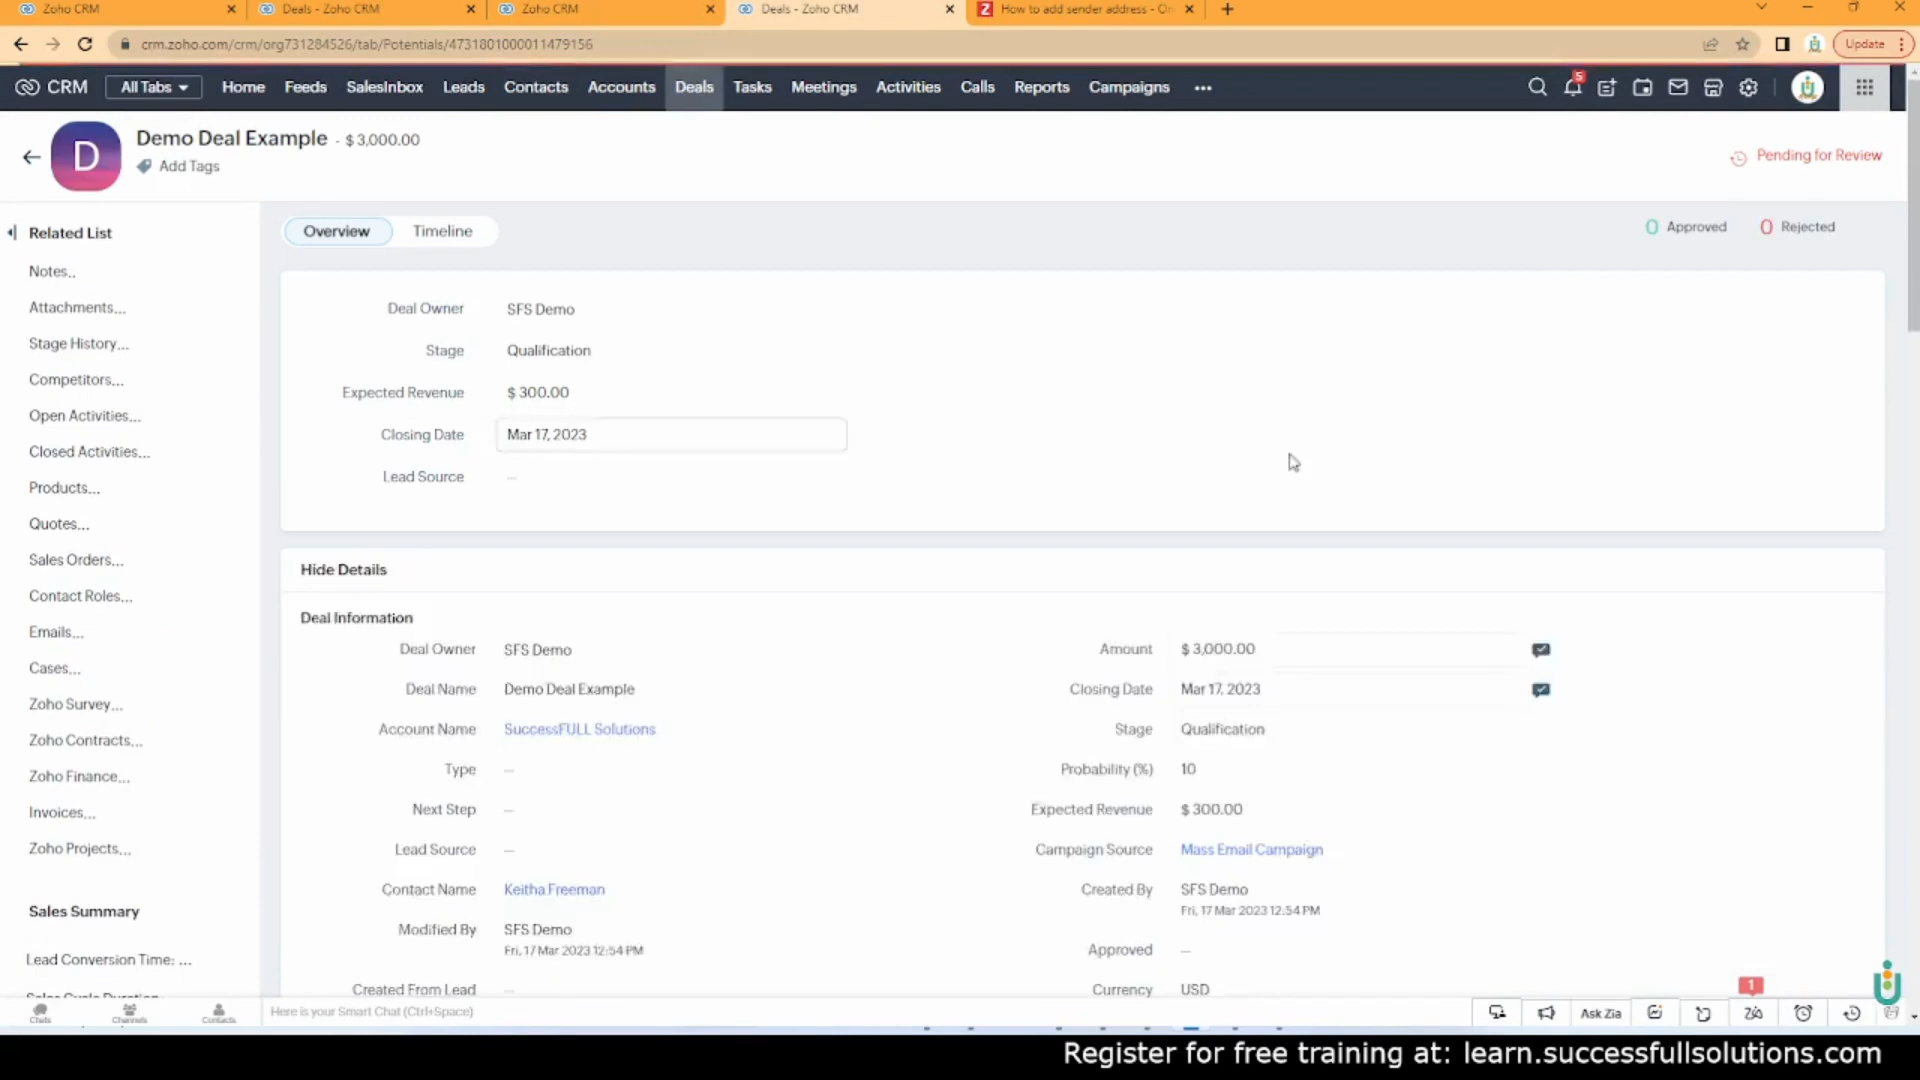 Zoho CRM
Deals - Zoho CRM
Zoho CRM
Deals - Zoho CRM
How to add sender address - On
crm.zoho.com/crm/org731284526/tab/Potentials/4731801000011479156
Update
CRM
All Tabs
Home
Feeds
SalesInbox
Leads
Contacts
Accounts
Deals
Tasks
Meetings
Activities
Calls
Reports
Campaigns
...
5
D
Demo Deal Example - $ 3,000.00
Add Tags
Pending for Review
Related List
Notes..
Attachments...
Stage History...
Competitors...
Open Activities...
Closed Activities...
Products...
Quotes...
Sales Orders...
Contact Roles...
Emails...
Cases...
Zoho Survey...
Zoho Contracts...
Zoho Finance...
Invoices...
Zoho Projects...
Sales Summary
Lead Conversion Time: ...
Sales Cycle Duration
Overview
Timeline
0 Approved
0 Rejected
Deal Owner SFS Demo
Stage Qualification
Expected Revenue $ 300.00
Closing Date Mar 17, 2023
Lead Source —
Hide Details
Deal Information
Deal Owner SFS Demo
Amount $ 3,000.00
Deal Name Demo Deal Example
Closing Date Mar 17, 2023
Account Name SuccessFULL Solutions
Stage Qualification
Type —
Probability (%) 10
Next Step —
Expected Revenue $ 300.00
Lead Source —
Campaign Source Mass Email Campaign
Contact Name Keitha Freeman
Created By SFS Demo
Fri, 17 Mar 2023 12:54 PM
Modified By SFS Demo
Fri, 17 Mar 2023 12:54 PM
Approved —
Created From Lead —
Currency USD
Chats
Channels
Contacts
Here is your Smart Chat (Ctrl+Space)
Ask Zia
1
Register for free training at: learn.successfullsolutions.com